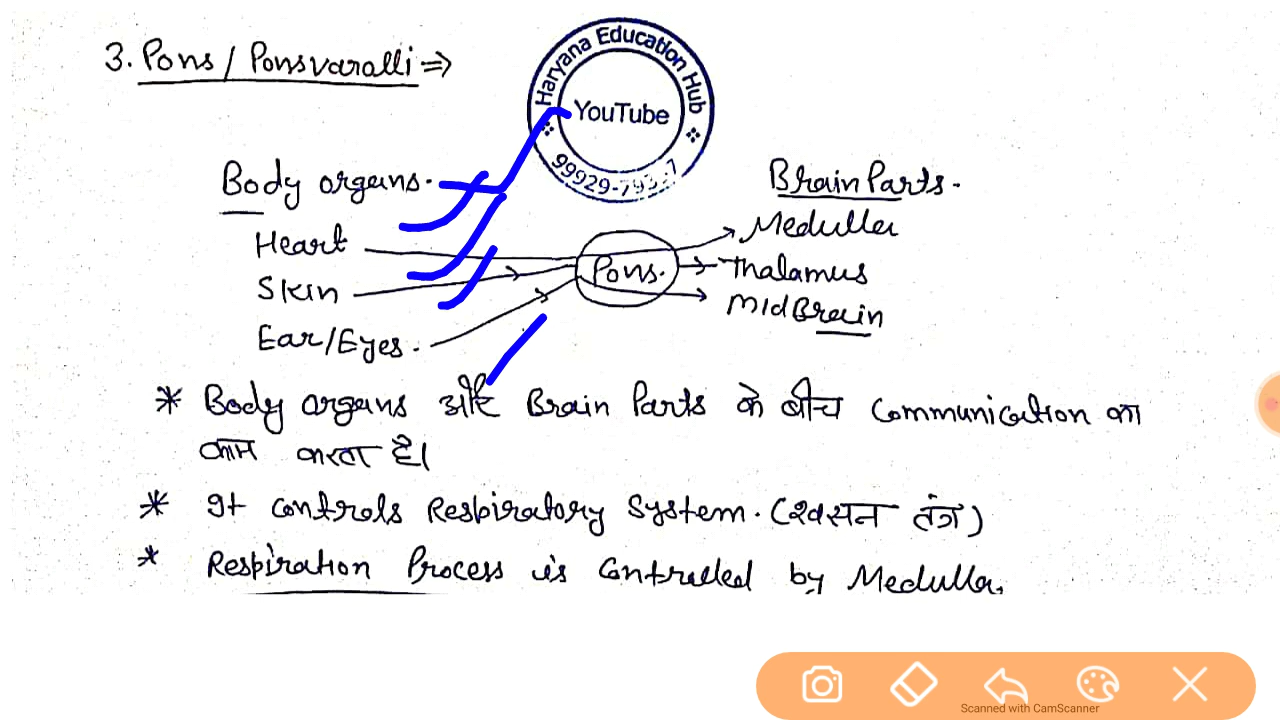 3. Pons / Ponsvaralli ⇒
Haryana Education Hub
YouTube
Body organs.
Heart
Skin
Ear/Eyes.
Pons.
Brain Parts.
Medulla
Thalamus
MidBrain
* Body organs और Brain Parts के बीच Communication का
काम करता है।
* It controls Respiratory System. (श्वसन तंत्र)
* Respiration Process is controlled by Medulla.
Scanned with CamScanner